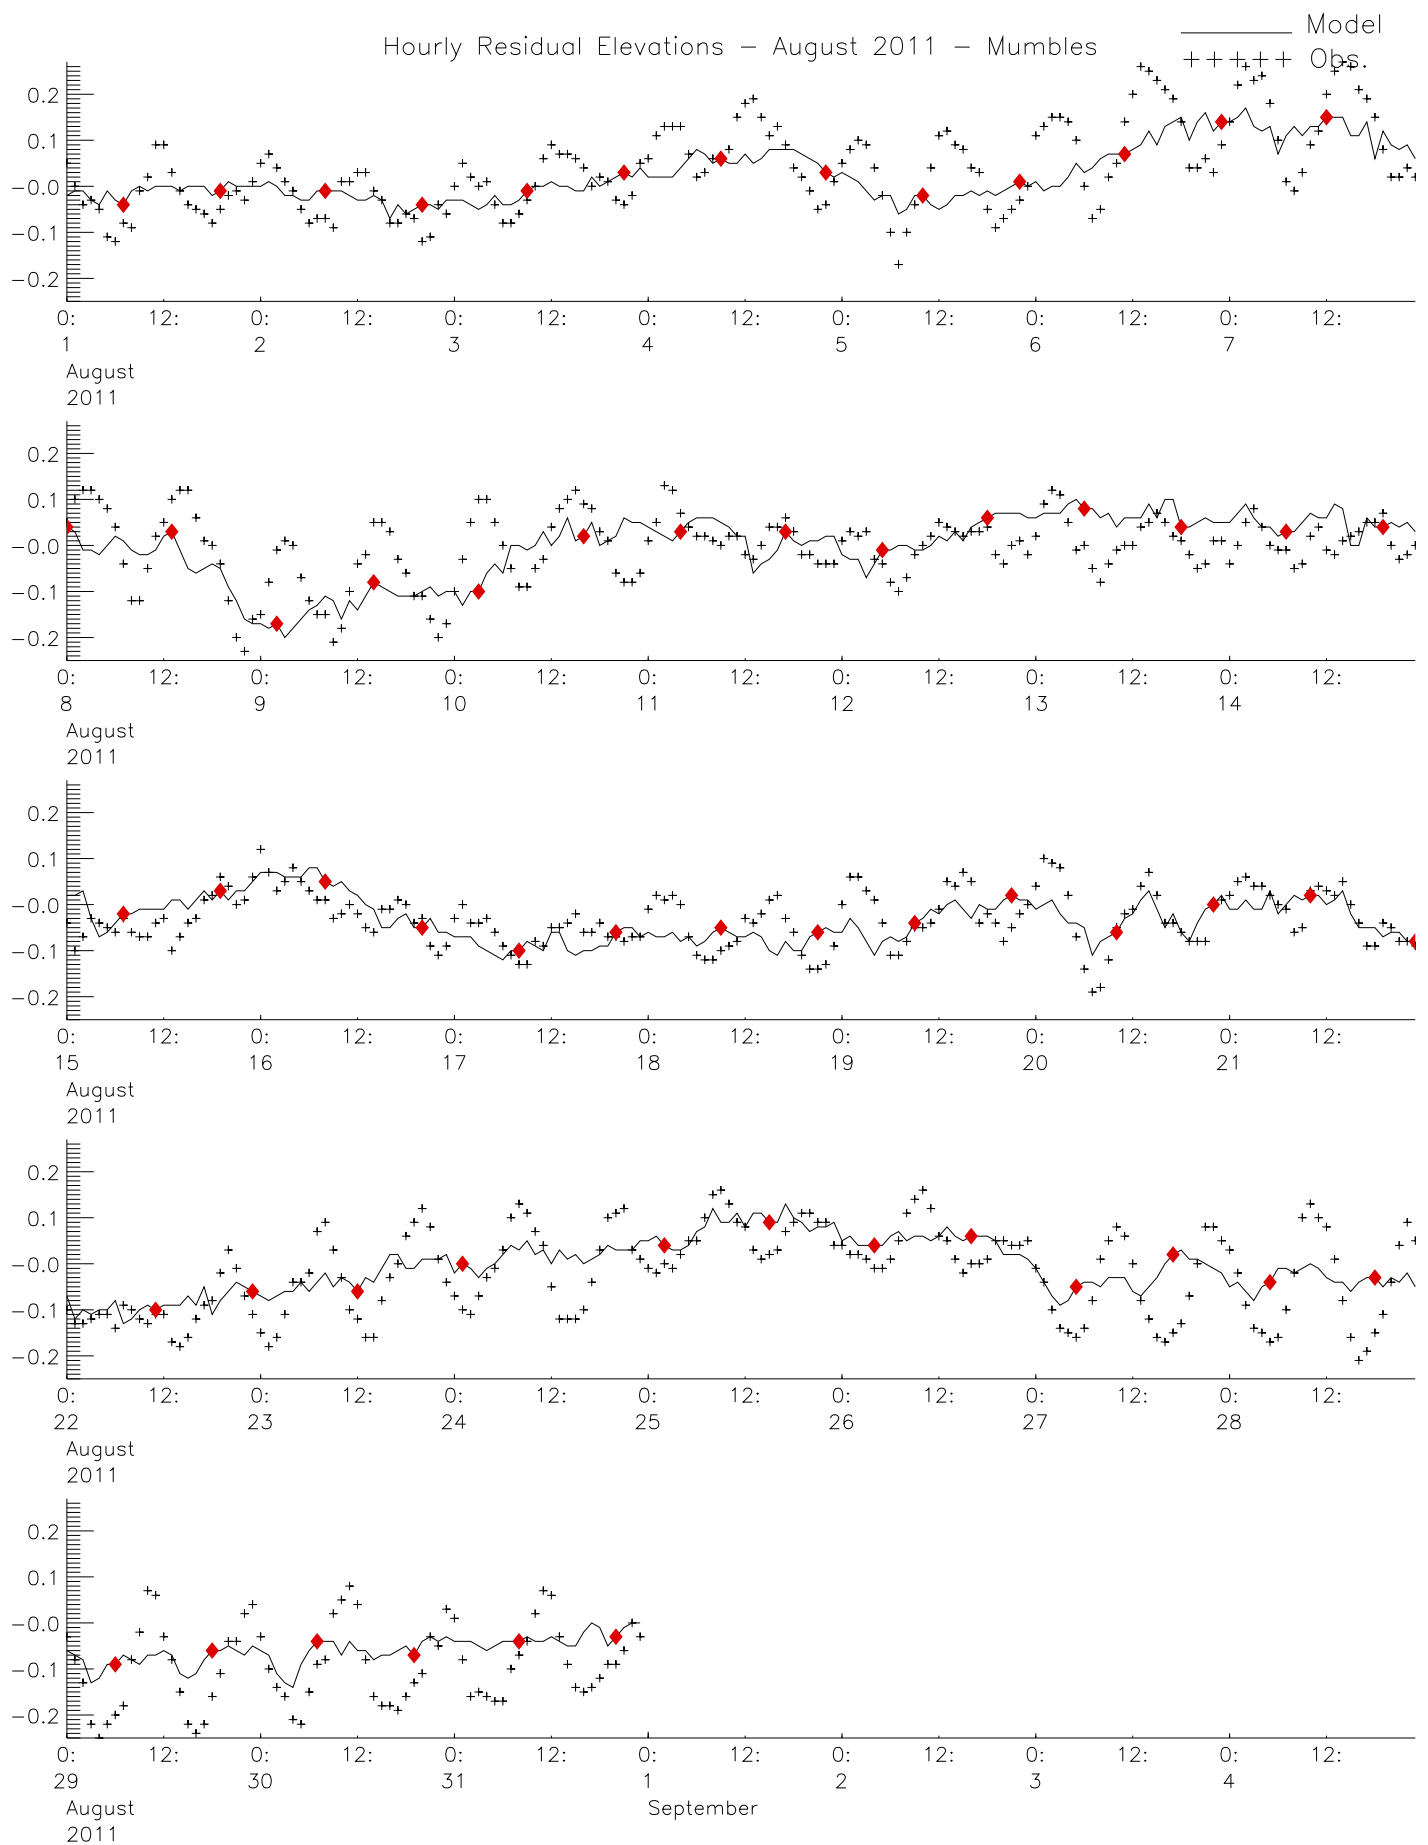 Hourly Residual Elevations – August 2011 – Mumbles
Model
+++++ Obs.
0.2
0.1
−0.0
−0.1
−0.2
0: 12: 0: 12: 0: 12: 0: 12: 0: 12: 0: 12: 0: 12:
1 2 3 4 5 6 7
August
2011
0.2
0.1
−0.0
−0.1
−0.2
0: 12: 0: 12: 0: 12: 0: 12: 0: 12: 0: 12: 0: 12:
8 9 10 11 12 13 14
August
2011
0.2
0.1
−0.0
−0.1
−0.2
0: 12: 0: 12: 0: 12: 0: 12: 0: 12: 0: 12: 0: 12:
15 16 17 18 19 20 21
August
2011
0.2
0.1
−0.0
−0.1
−0.2
0: 12: 0: 12: 0: 12: 0: 12: 0: 12: 0: 12: 0: 12:
22 23 24 25 26 27 28
August
2011
0.2
0.1
−0.0
−0.1
−0.2
0: 12: 0: 12: 0: 12: 0: 12: 0: 12: 0: 12: 0: 12:
29 30 31 1 2 3 4
August September
2011